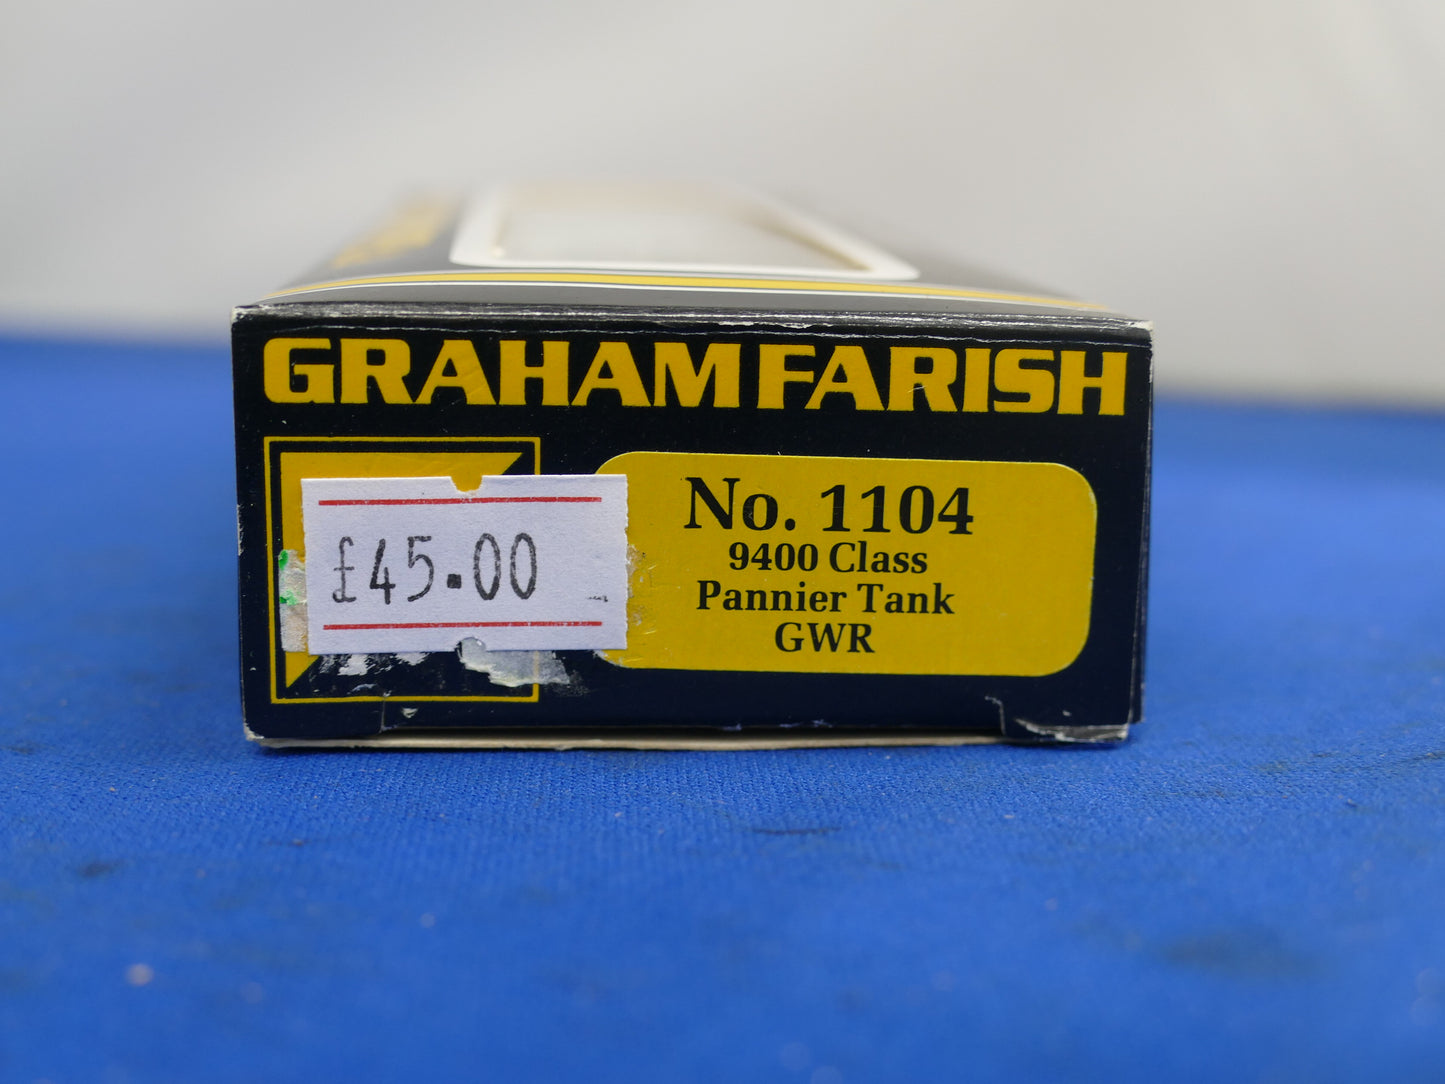 GRAHAM FARISH
£45.00
No. 1104
9400 Class
Pannier Tank
GWR